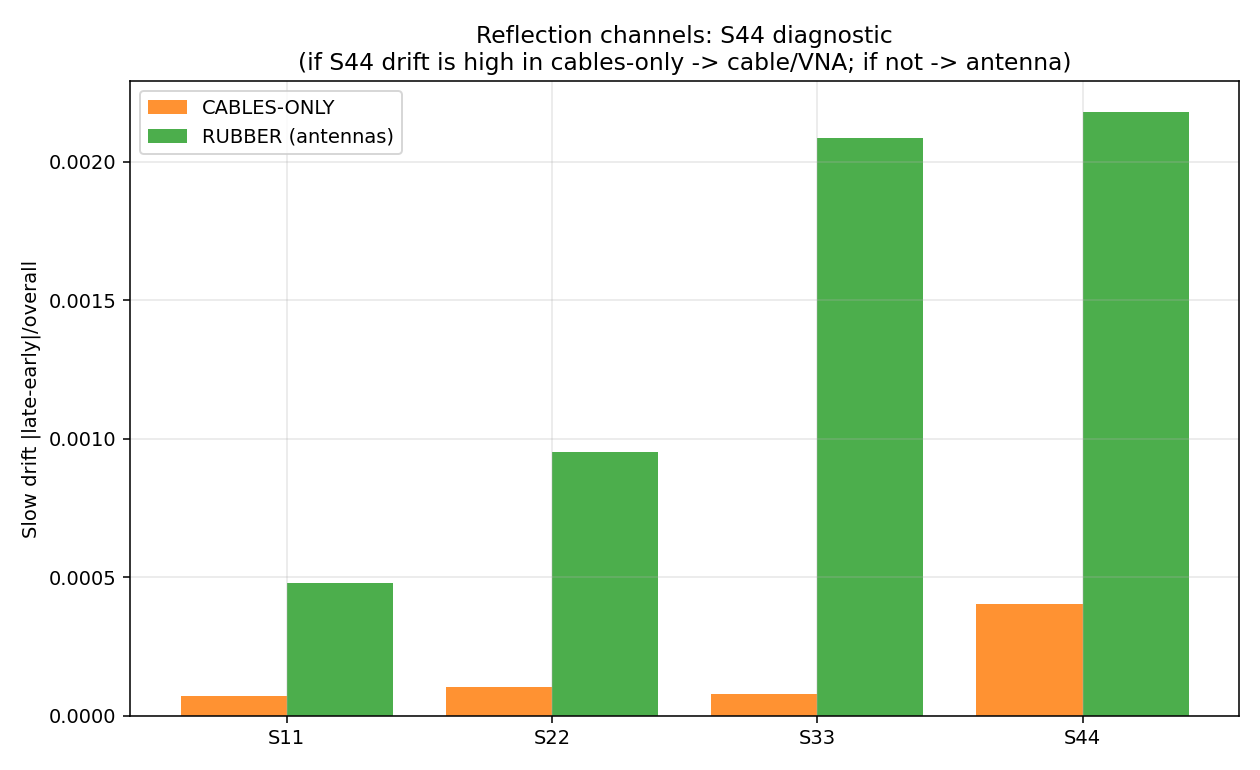 Reflection channels: S44 diagnostic
(if S44 drift is high in cables-only -> cable/VNA; if not -> antenna)
CABLES-ONLY
RUBBER (antennas)
Slow drift |late-early|/overall
0.0020
0.0015
0.0010
0.0005
0.0000
S11
S22
S33
S44